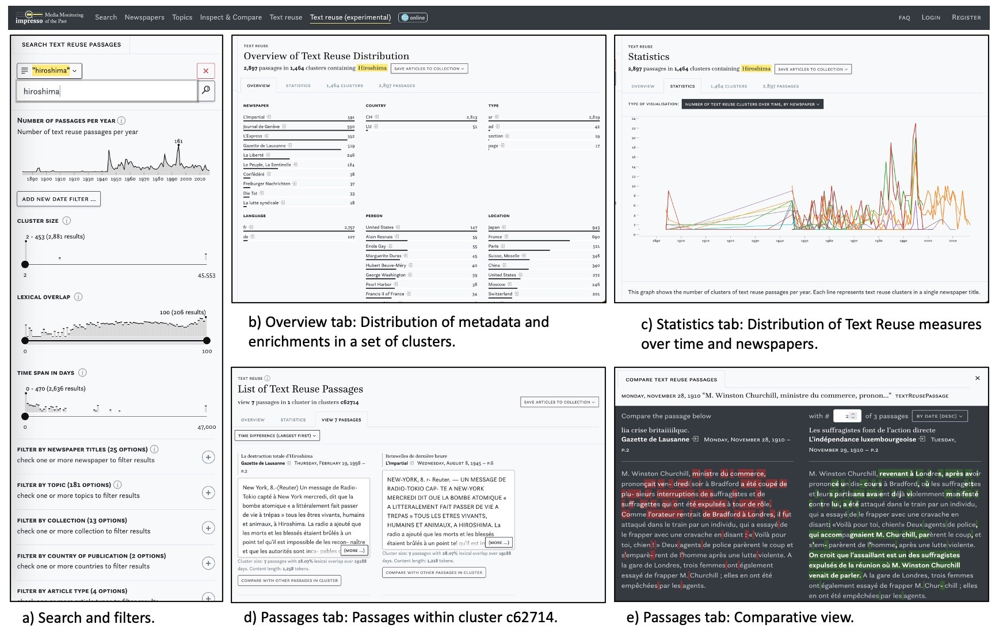 impresso Media Monitoring of the Past Search Newspapers Topics Inspect & Compare Text reuse Text reuse (experimental) online FAQ LOGIN REGISTER
SEARCH TEXT REUSE PASSAGES
"hiroshima"
hiroshima
NUMBER OF PASSAGES PER YEAR
Number of text reuse passages per year
161
1890 1900 1910 1920 1930 1940 1950 1960 1970 1980 1990 2000 2010
ADD NEW DATE FILTER ...
CLUSTER SIZE
2 - 453 (2,881 results)
2 45,553
LEXICAL OVERLAP
100 (206 results)
0 100
TIME SPAN IN DAYS
0 - 470 (2,636 results)
0 47,000
FILTER BY NEWSPAPER TITLES (25 OPTIONS)
check one or more newspaper to filter results
FILTER BY TOPIC (181 OPTIONS)
check one or more topics to filter results
FILTER BY COLLECTION (13 OPTIONS)
check one or more collection to filter results
FILTER BY COUNTRY OF PUBLICATION (2 OPTIONS)
check one or more countries to filter results
FILTER BY ARTICLE TYPE (4 OPTIONS)
a) Search and filters.
TEXT REUSE
Overview of Text Reuse Distribution
2,897 passages in 1,464 clusters containing Hiroshima SAVE ARTICLES TO COLLECTION
OVERVIEW STATISTICS 1,464 CLUSTERS 2,897 PASSAGES
NEWSPAPER
L'Impartial 591
Journal de Genève 590
L'Express 552
Gazette de Lausanne 519
La Liberté 246
Le Peuple, La Sentinelle 184
Confédéré 38
Freiburger Nachrichten 37
Die Tat 33
La lutte syndicale 18
COUNTRY
CH 2,813
LU 51
TYPE
ar 2,819
ad 42
section 19
page 17
LANGUAGE
fr 2,757
de 107
PERSON
United States 147
Alain Resnais 55
Enola Gay 55
Marguerite Duras 45
Hubert Beuve-Méry 40
George Washington 39
Pearl Harbor 38
Francis II of France 34
LOCATION
Japan 943
France 690
Paris 521
Suisse, Moselle 348
China 340
United States 272
Moscow 246
Switzerland 201
b) Overview tab: Distribution of metadata and
enrichments in a set of clusters.
TEXT REUSE
Statistics
2,897 passages in 1,464 clusters containing Hiroshima SAVE ARTICLES TO COLLECTION
OVERVIEW STATISTICS 1,464 CLUSTERS 2,897 PASSAGES
TYPE OF VISUALISATION: NUMBER OF TEXT REUSE CLUSTERS OVER TIME, BY NEWSPAPER
24
22
20
18
16
14
12
10
8
6
4
2
0
1890 1900 1910 1920 1930 1940 1950 1960 1970 1980 1990 2000 2010
This graph shows the number of clusters of text reuse passages per year. Each line represents text reuse clusters in a single newspaper title.
c) Statistics tab: Distribution of Text Reuse measures
over time and newspapers.
TEXT REUSE
List of Text Reuse Passages
view 7 passages in 1 cluster in clusters c62714 SAVE ARTICLES TO COLLECTION
OVERVIEW STATISTICS VIEW 7 PASSAGES
TIME DIFFERENCE (LARGEST FIRST)
La destruction totale d'Hiroshima
Gazette de Lausanne THURSDAY, FEBRUARY 19, 1998 –
P.2
New York, 8.-(Reuter) Un message de Radio-
Tokio capté à New York mercredi, dit que la
bombe atomique « a littéralement fait passer
de vie à trépas » tous les êtres vivants, humains
et animaux, à Hiroshima. La radio a ajouté que
les morts et les blessés étaient brûlés à un
point tel qu'il est impossible de les recon- naître
et que les autorités sont inca- pables (MORE ...)
Cluster size: 7 passages with 28.07% lexical overlap over 19188
days. Content length: 1,258 tokens.
COMPARE WITH OTHER PASSAGES IN CLUSTER
Itetswelles de dernière heure
L'Impartial WEDNESDAY, AUGUST 8, 1945 – P.6
NEW-YORK, 8. r- Reuter. — UN MESSAGE DE
RADIO-TOKIO CAP- TE A NEW-YORK
MERCREDI DIT OUE LA BOMBE ATOMIQUE «
A LITTERALEMENT FAIT PASSER DE VIE A
TREPAS » TOUS LES ETRES VIVANTS,
HUMAINS ET ANIMAUX, A HIROSHIMA. La
radio a ajouté que les morts et les blessés
étaient brûlés à un point tel qu'il est (MORE ...)
Cluster size: 7 passages with 28.07% lexical overlap over 19188
days. Content length: 1,218 tokens.
COMPARE WITH OTHER PASSAGES IN CLUSTER
d) Passages tab: Passages within cluster c62714.
COMPARE TEXT REUSE PASSAGES
MONDAY, NOVEMBER 28, 1910 "M. Winston Churchill, ministre du commerce, pronon..." TEXTREUSEPASSAGE
Compare the passage below
with # 2 of 3 passages BY DATE (DESC)
lia crise britaiiiilquc.
Gazette de Lausanne MONDAY, NOVEMBER 28, 1910 –
P.2
M. Winston Churchill, ministre du commerce,
prononçait ven- dredi soir à Bradford a été coupé de
plu- sieurs interruptions de suffragistes et de
suffragettes qui ont été expulsés à tour de rôle.
Comme l'orateur rentrait de Bradford à Londres, il fut
attaqué dans le train par un individu, qui a essayé de
le frapper avec une cravache en disant : « Voilà pour
toi, chien! » Deux agents de police parèrent le coup et
s'emparè- rent de l'homme après une lutte violente. A
la gare de Londres, trois femmes ont également
essayé de frapper M. Churchill ; elles en ont été
empêchées par les agents.
Les suffragistes font de l'action directe
L'indépendance luxembourgeoise TUESDAY,
NOVEMBER 29, 1910 – P.2
M. Winston Churchill, revenant à Londres, après avoir
prononcé un dis- cours à Bradford, où les suffragettes
et leurs partisans avaient déjà violemment manifesté
contre lui, a été attaqué dans le train par un individu,
qui a essayé de le frapper avec une cravache en
disant: «Voilà pour toi, chien!» Deux agents de police,
qui accompagnaient M. Churchill, parèrent le coup, et
s'em- parèrent de l'homme, après une lutte violente.
On croit que l'assaillant est un des suffragistes
expulsés de la réunion où M. Winston Churchill
venait de parler. A la gare de Londres, trois femmes
ont également essayé de frapper M. Chur- chill ; elles
en ont été empêchées par les agents.
e) Passages tab: Comparative view.